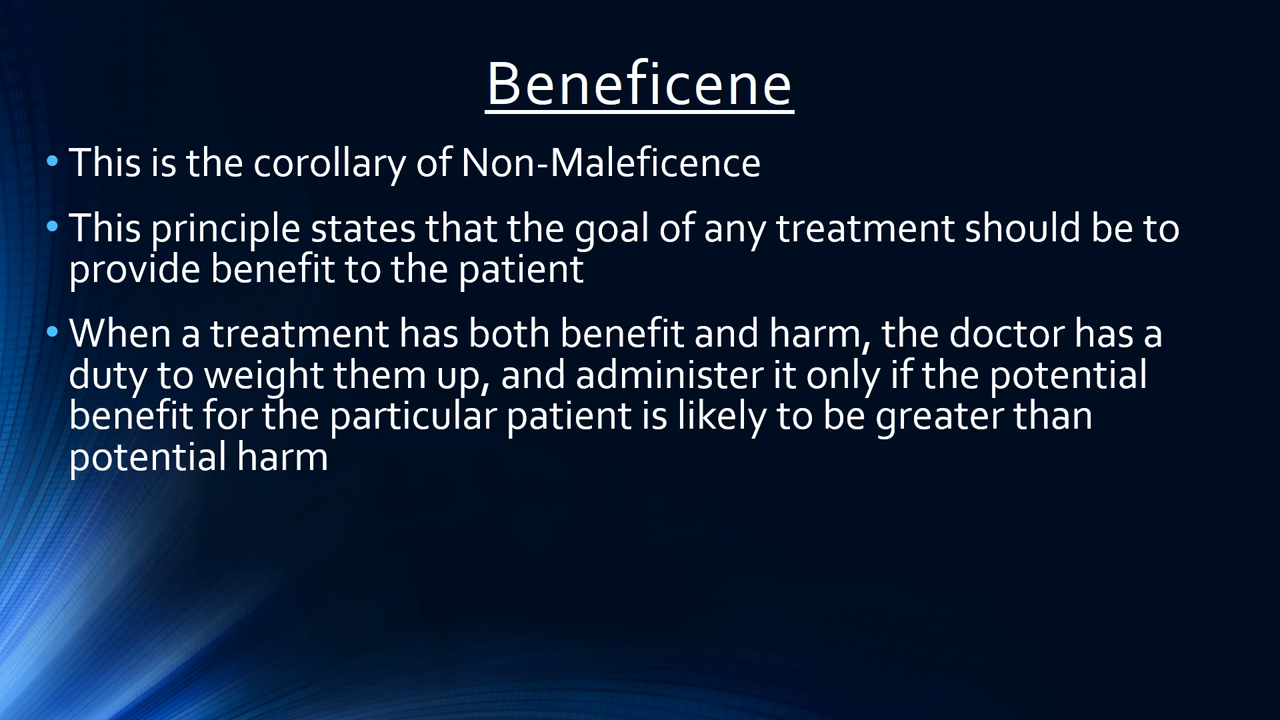 Beneficene
• This is the corollary of Non-Maleficence
• This principle states that the goal of any treatment should be to
provide benefit to the patient
• When a treatment has both benefit and harm, the doctor has a
duty to weight them up, and administer it only if the potential
benefit for the particular patient is likely to be greater than
potential harm